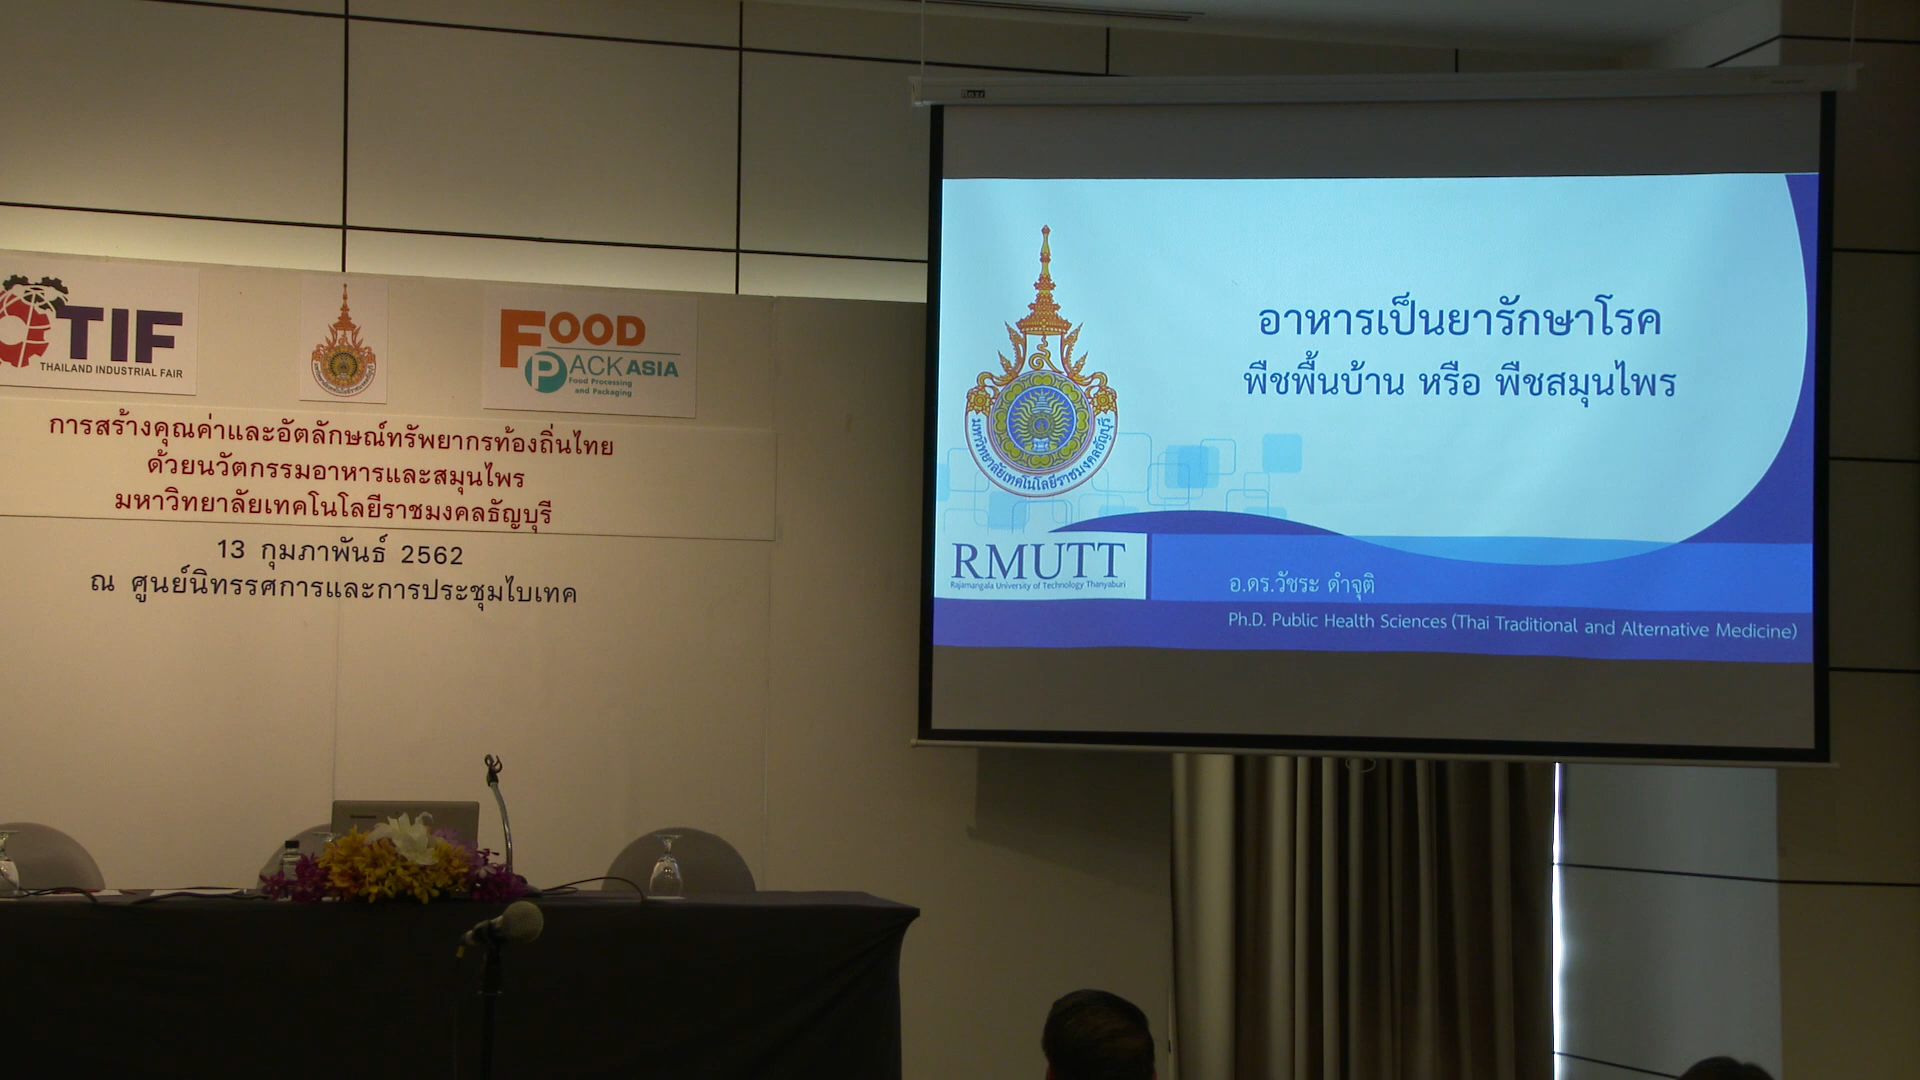 TIF
THAILAND INDUSTRIAL FAIR
FOOD
PACK ASIA
Food Processing
and Packaging
การสร้างคุณค่าและอัตลักษณ์ทรัพยากรท้องถิ่นไทย
ด้วยนวัตกรรมอาหารและสมุนไพร
มหาวิทยาลัยเทคโนโลยีราชมงคลธัญบุรี
13 กุมภาพันธ์ 2562
ณ ศูนย์นิทรรศการและการประชุมไบเทค
อาหารเป็นยารักษาโรค
พืชพื้นบ้าน หรือ พืชสมุนไพร
มหาวิทยาลัยเทคโนโลยีราชมงคลธัญบุรี
RMUTT
Rajamangala University of Technology Thanyaburi
อ.ดร.วัชระ ดำจุติ
Ph.D. Public Health Sciences (Thai Traditional and Alternative Medicine)